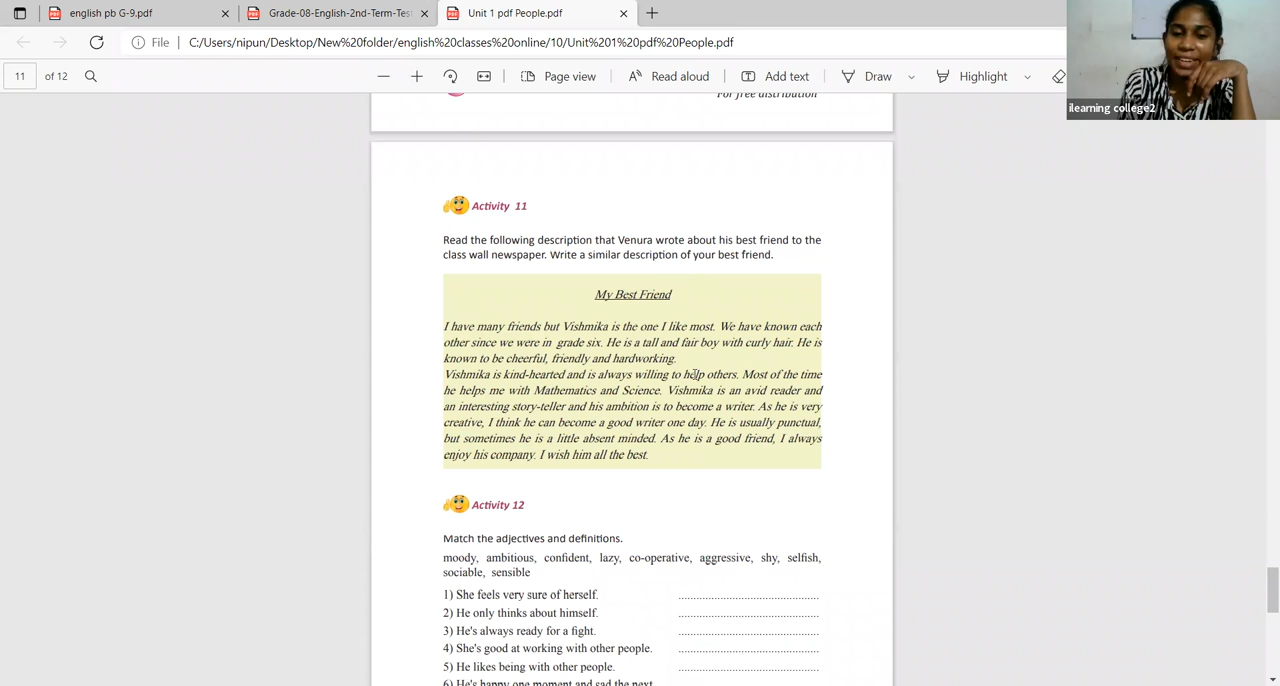 english pb G-9.pdf
Grade-08-English-2nd-Term-Test
Unit 1 pdf People.pdf
File
C:/Users/nipun/Desktop/New%20folder/english%20classes%20online/10/Unit%201%20pdf%20People.pdf
11 of 12
Page view
Read aloud
Add text
Draw
Highlight
ilearning college2
For free distribution
Activity 11
Read the following description that Venura wrote about his best friend to the
class wall newspaper. Write a similar description of your best friend.
My Best Friend
I have many friends but Vishmika is the one I like most. We have known each
other since we were in grade six. He is a tall and fair boy with curly hair. He is
known to be cheerful, friendly and hardworking.
Vishmika is kind-hearted and is always willing to help others. Most of the time
he helps me with Mathematics and Science. Vishmika is an avid reader and
an interesting story-teller and his ambition is to become a writer. As he is very
creative, I think he can become a good writer one day. He is usually punctual,
but sometimes he is a little absent minded. As he is a good friend, I always
enjoy his company. I wish him all the best.
Activity 12
Match the adjectives and definitions.
moody, ambitious, confident, lazy, co-operative, aggressive, shy, selfish,
sociable, sensible
1) She feels very sure of herself. ................................................
2) He only thinks about himself. ................................................
3) He's always ready for a fight. ................................................
4) She's good at working with other people. ................................................
5) He likes being with other people. ................................................
6) He's happy one moment and sad the next